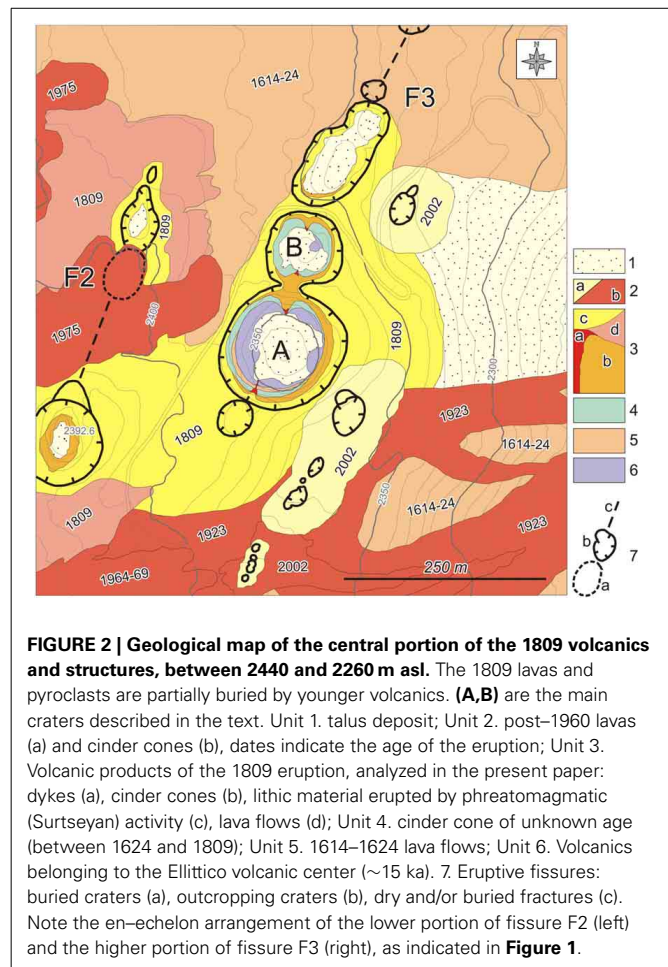 N
1975
1614-24
F3
1809
1809
2002
B
F2
1975
2400
2350
A
1809
2300
2392.6
1809
1923
2002
1614-24
1809
2350
1923
1614-24
1923
1964-69
2002
250 m
1
a b 2
c
a d 3
b
4
5
6
c
b 7
a
FIGURE 2 | Geological map of the central portion of the 1809 volcanics
and structures, between 2440 and 2260 m asl. The 1809 lavas and
pyroclasts are partially buried by younger volcanics. (A,B) are the main
craters described in the text. Unit 1. talus deposit; Unit 2. post–1960 lavas
(a) and cinder cones (b), dates indicate the age of the eruption; Unit 3.
Volcanic products of the 1809 eruption, analyzed in the present paper:
dykes (a), cinder cones (b), lithic material erupted by phreatomagmatic
(Surtseyan) activity (c), lava flows (d); Unit 4. cinder cone of unknown age
(between 1624 and 1809); Unit 5. 1614–1624 lava flows; Unit 6. Volcanics
belonging to the Ellittico volcanic center (∼15 ka). 7. Eruptive fissures:
buried craters (a), outcropping craters (b), dry and/or buried fractures (c).
Note the en–echelon arrangement of the lower portion of fissure F2 (left)
and the higher portion of fissure F3 (right), as indicated in Figure 1.